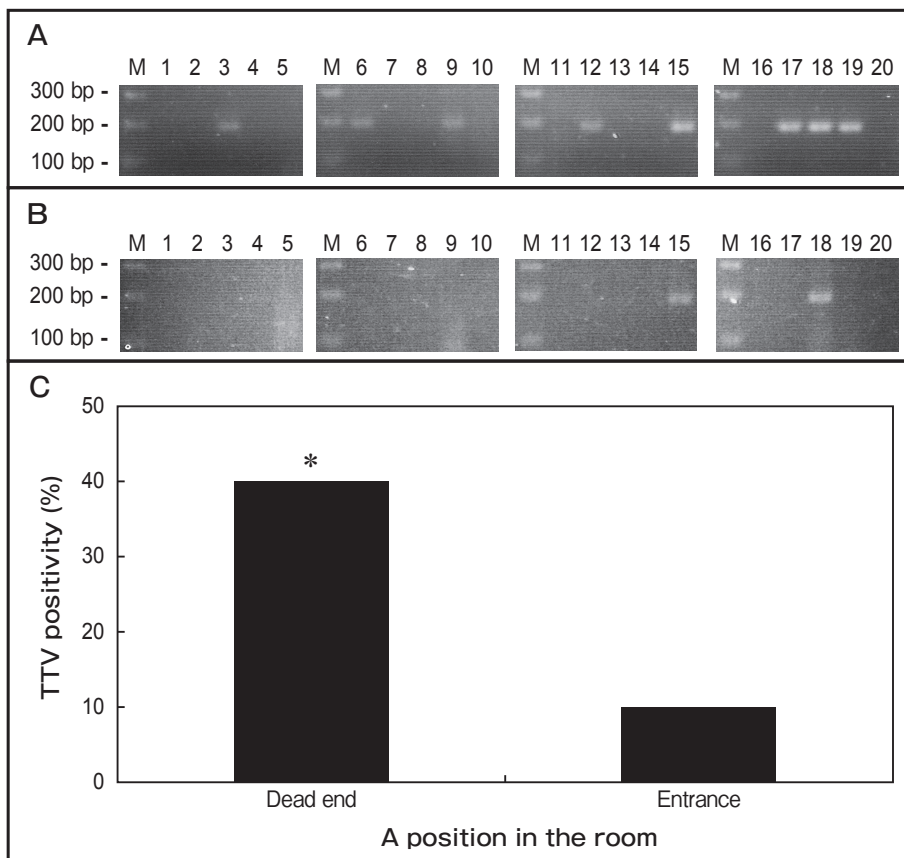 A
M 1 2 3 4 5 M 6 7 8 9 10 M 11 12 13 14 15 M 16 17 18 19 20
300 bp -
200 bp -
100 bp -
B
M 1 2 3 4 5 M 6 7 8 9 10 M 11 12 13 14 15 M 16 17 18 19 20
300 bp -
200 bp -
100 bp -
C
50
40
30
20
10
0
TTV positivity (%)
*
Dead end Entrance
A position in the room